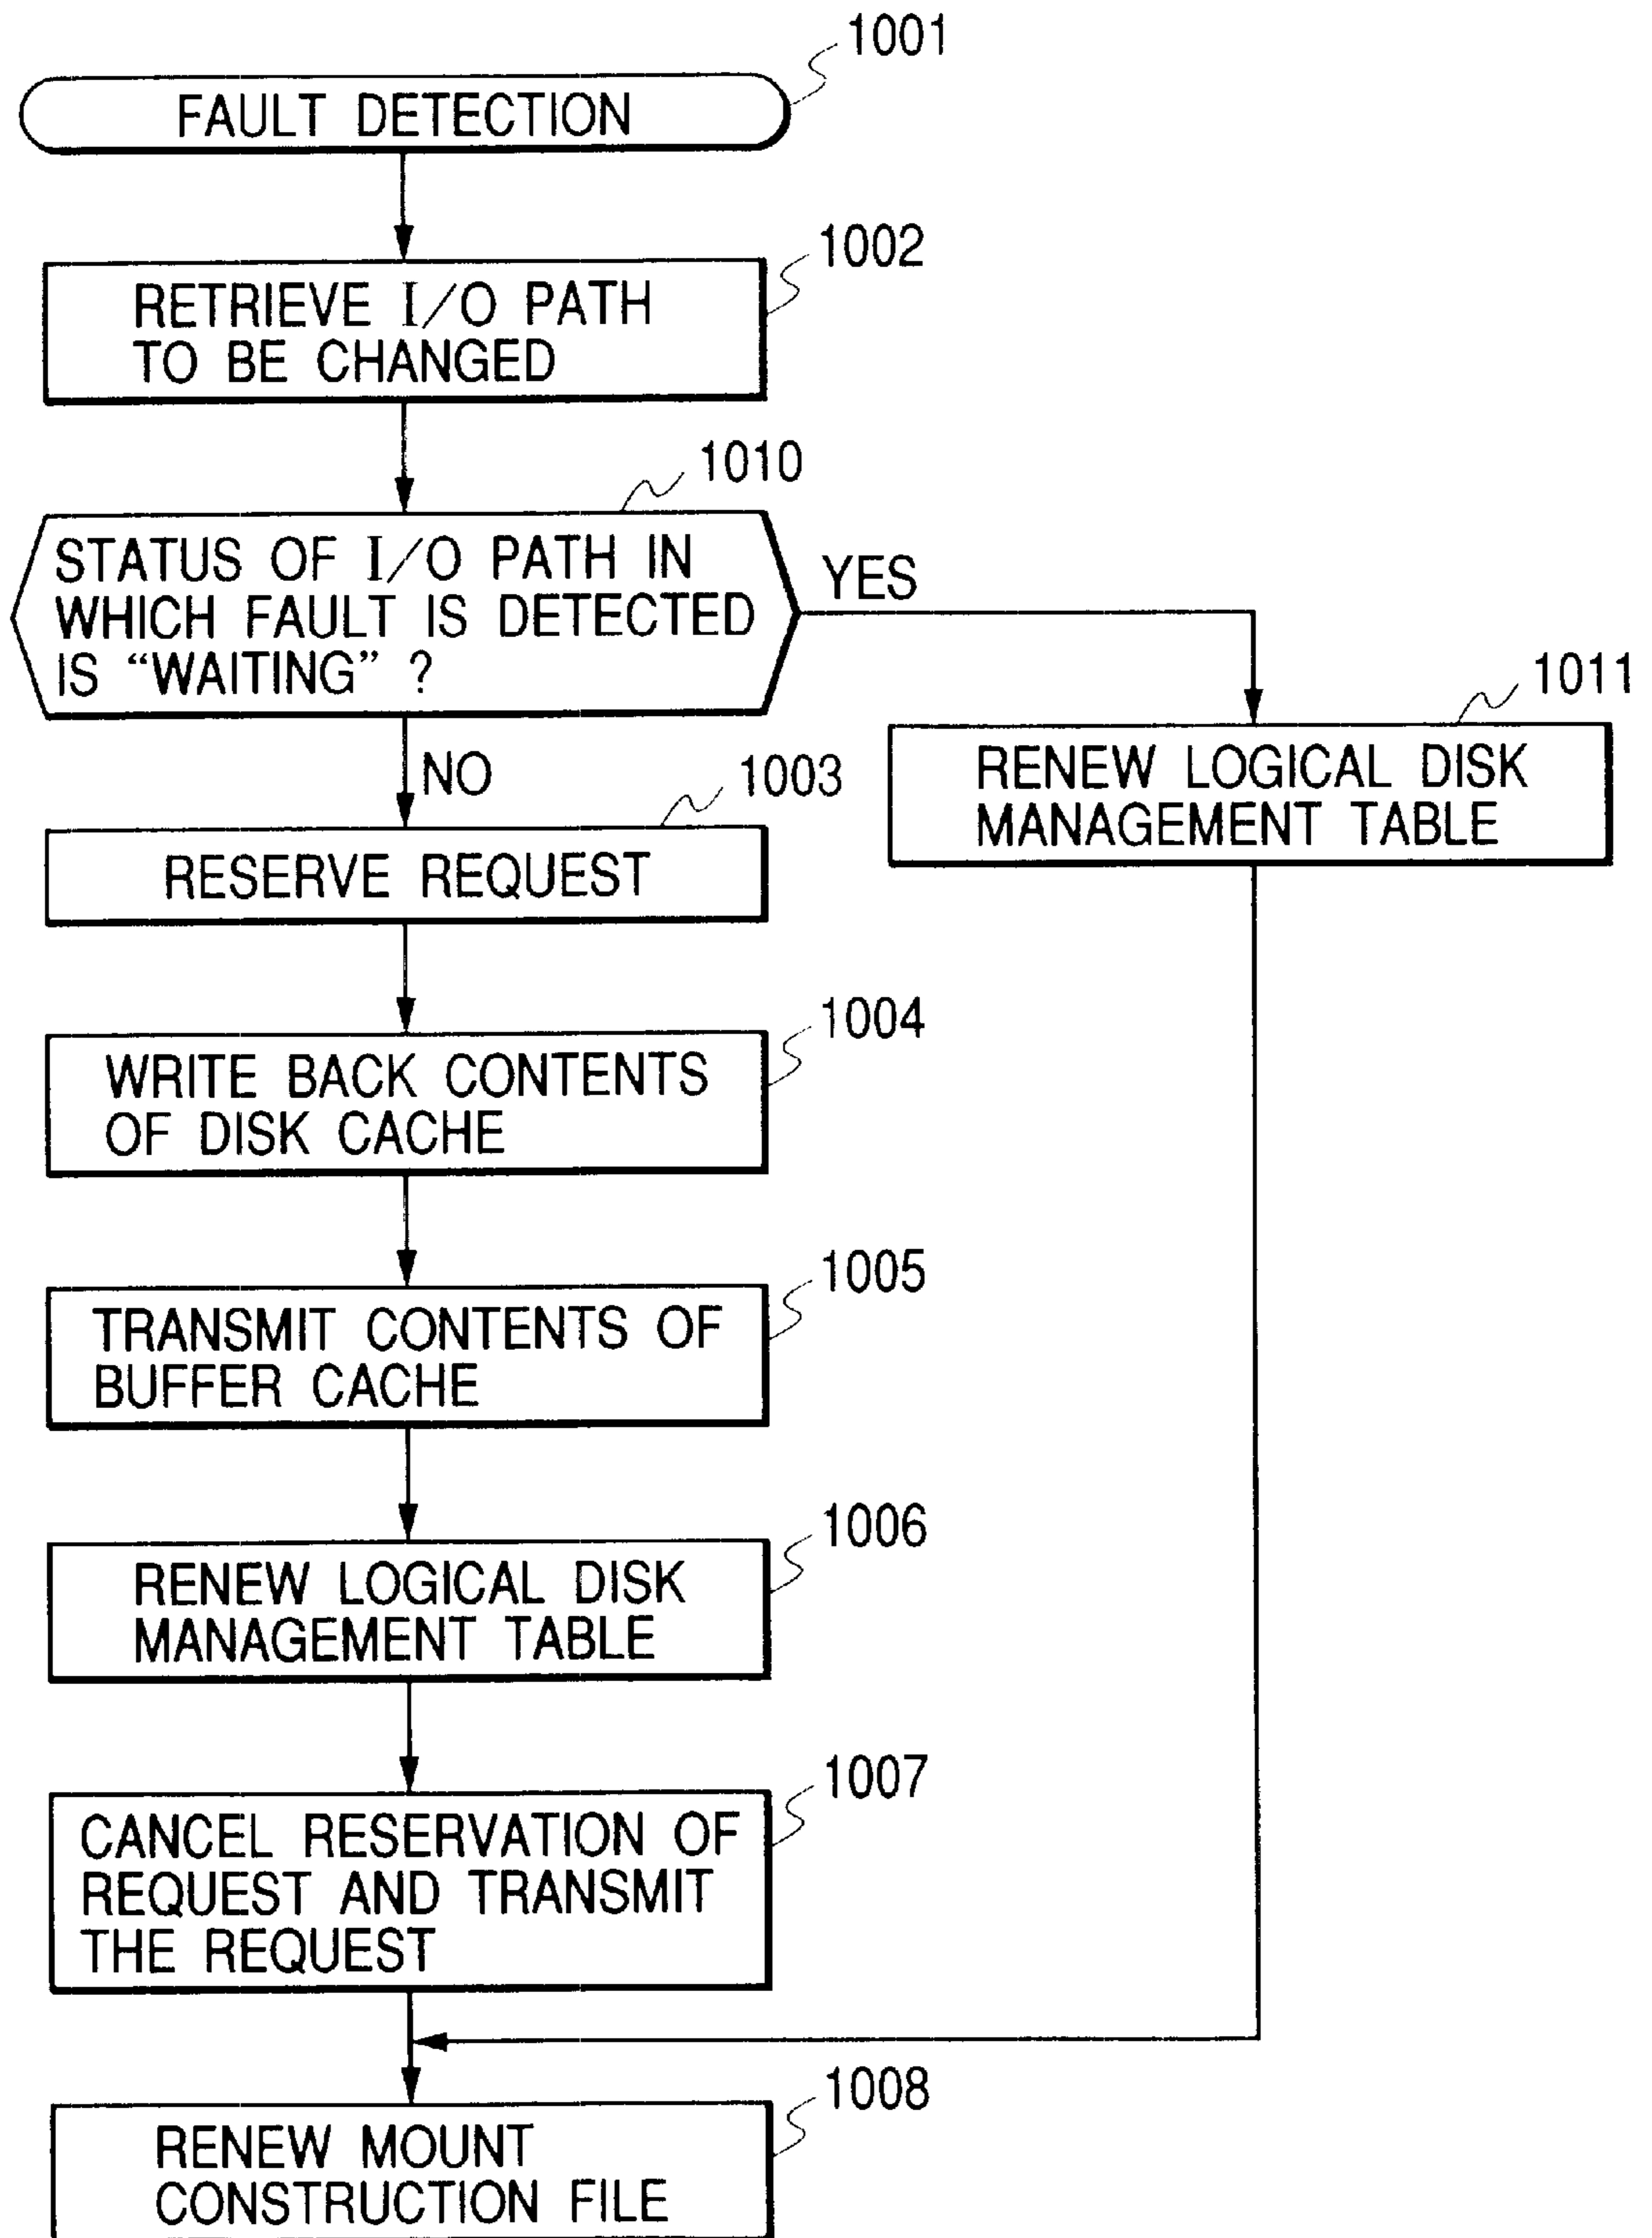 1001
FAULT DETECTION
1002
RETRIEVE I/O PATH
TO BE CHANGED
1010
STATUS OF I/O PATH IN
WHICH FAULT IS DETECTED
IS “WAITING” ?
YES
1011
RENEW LOGICAL DISK
MANAGEMENT TABLE
NO
1003
RESERVE REQUEST
1004
WRITE BACK CONTENTS
OF DISK CACHE
1005
TRANSMIT CONTENTS OF
BUFFER CACHE
1006
RENEW LOGICAL DISK
MANAGEMENT TABLE
1007
CANCEL RESERVATION OF
REQUEST AND TRANSMIT
THE REQUEST
1008
RENEW MOUNT
CONSTRUCTION FILE